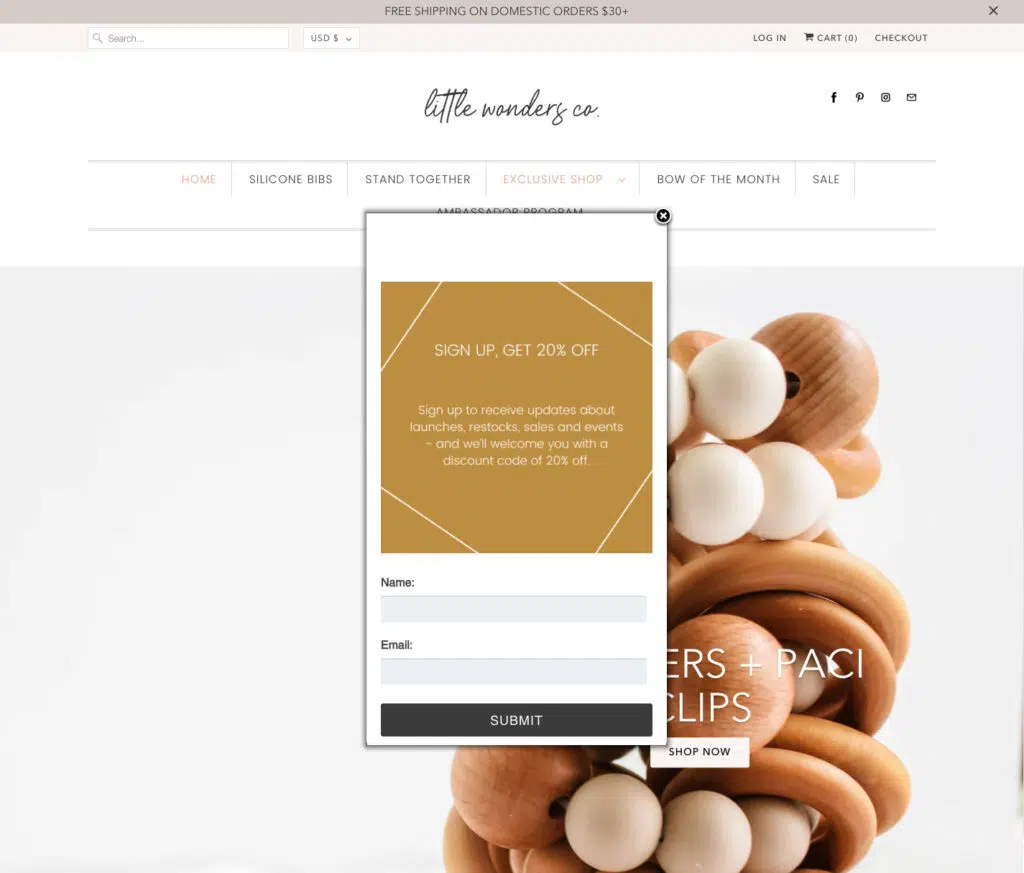 FREE SHIPPING ON DOMESTIC ORDERS $30+
Search...
USD $
LOG IN
CART (0)
CHECKOUT
little wonders co.
HOME
SILICONE BIBS
STAND TOGETHER
EXCLUSIVE SHOP
BOW OF THE MONTH
SALE
AMBASSADOR PROGRAM
SIGN UP, GET 20% OFF
Sign up to receive updates about
launches, restocks, sales and events
- and we'll welcome you with a
discount code of 20% off.
Name:
Email:
SUBMIT
ERS + PACI
CLIPS
SHOP NOW